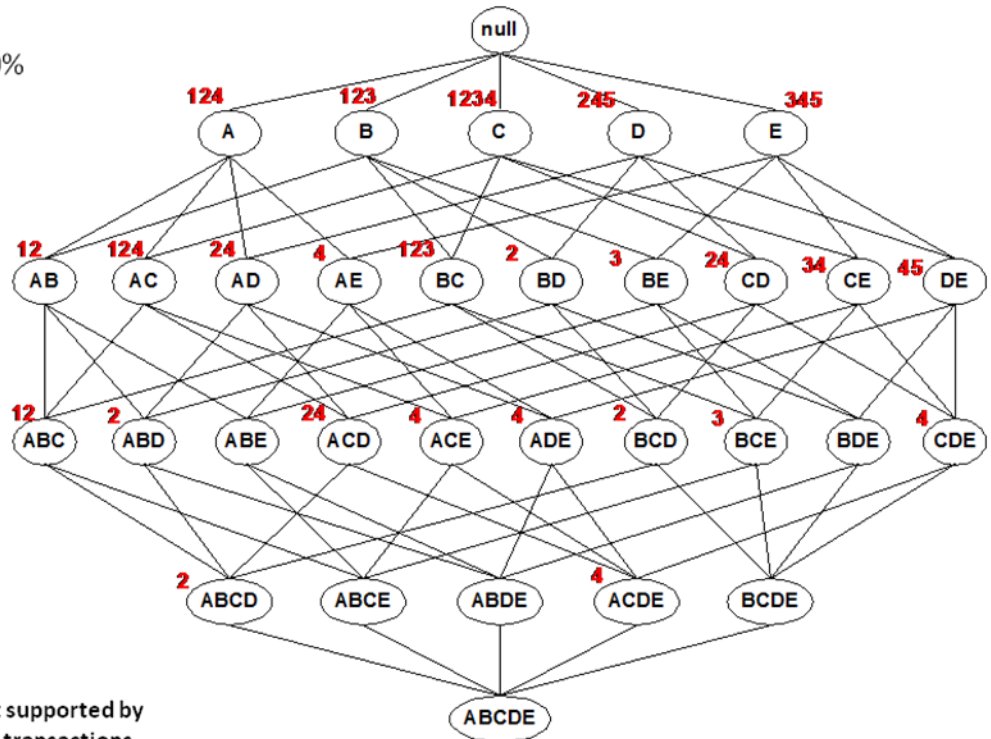 null
%
124 123 1234 245 345
A B C D E
12 124 24 4 123 2 3 24 34 45
AB AC AD AE BC BD BE CD CE DE
12 2 24 4 4 2 3 4
ABC ABD ABE ACD ACE ADE BCD BCE BDE CDE
2 4
ABCD ABCE ABDE ACDE BCDE
supported by
ABCDE
transactions